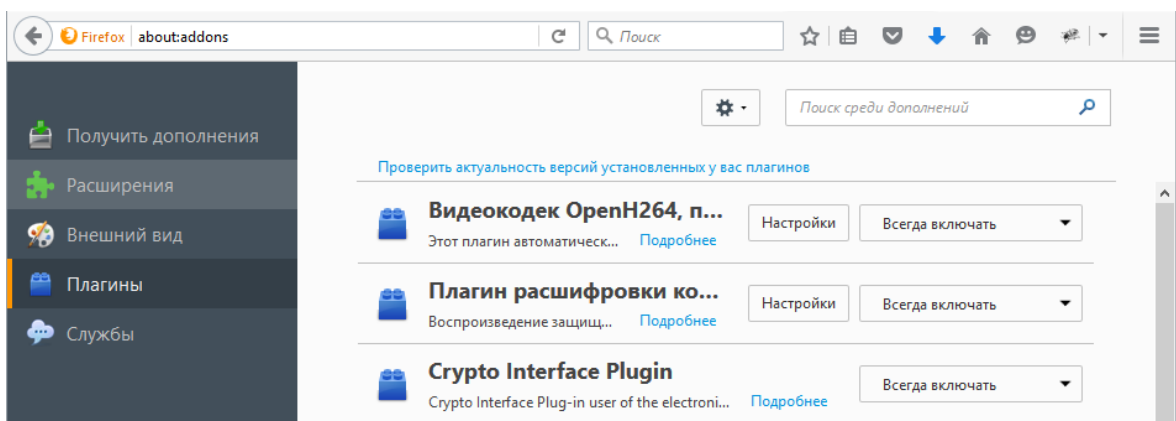 Firefox about:addons Поиск
Поиск среди дополнений
Получить дополнения
Расширения
Внешний вид
Плагины
Службы
Проверить актуальность версий установленных у вас плагинов
Видеокодек OpenH264, п...
Этот плагин автоматическ... Подробнее
Настройки
Всегда включать
Плагин расшифровки ко...
Воспроизведение защищ... Подробнее
Настройки
Всегда включать
Crypto Interface Plugin
Crypto Interface Plug-in user of the electroni... Подробнее
Всегда включать